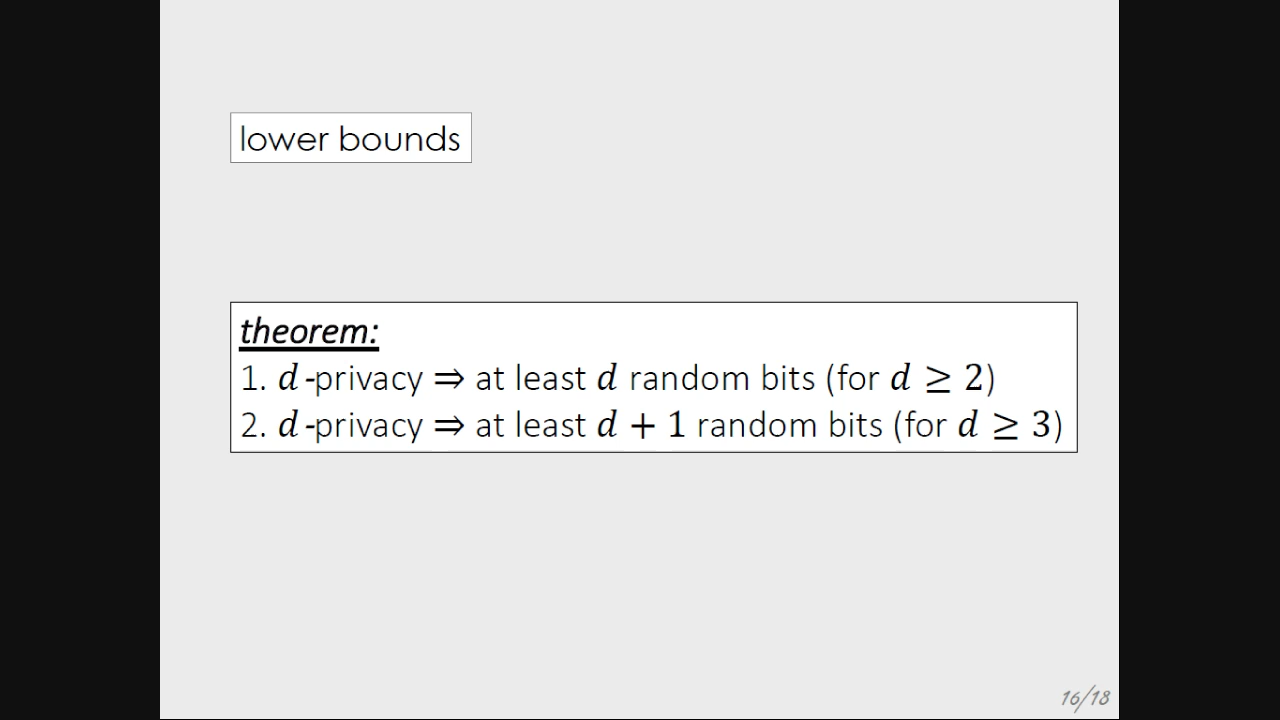 lower bounds
theorem:
1. d-privacy ⇒ at least d random bits (for d ≥ 2)
2. d-privacy ⇒ at least d + 1 random bits (for d ≥ 3)
16/18